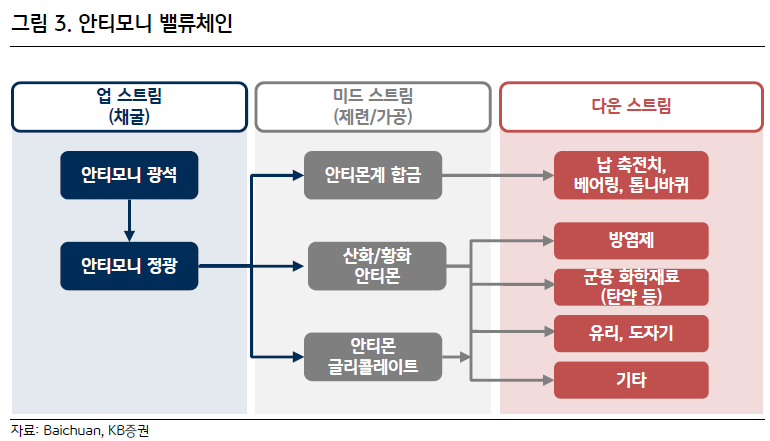 그림 3. 안티모니 밸류체인
업 스트림
(채굴)
미드 스트림
(제련/가공)
다운 스트림
안티모니 광석
안티모니 정광
안티몬계 합금
산화/황화
안티몬
안티몬
글리콜레이트
납 축전치,
베어링, 톱니바퀴
방염제
군용 화학재료
(탄약 등)
유리, 도자기
기타
자료: Baichuan, KB증권